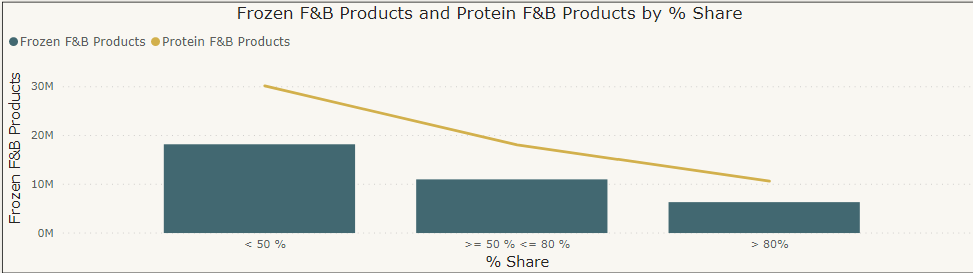 Frozen F&B Products and Protein F&B Products by % Share
Frozen F&B Products Protein F&B Products
Frozen F&B Products
30M
20M
10M
0M
< 50 % >= 50 % <= 80 % > 80%
% Share